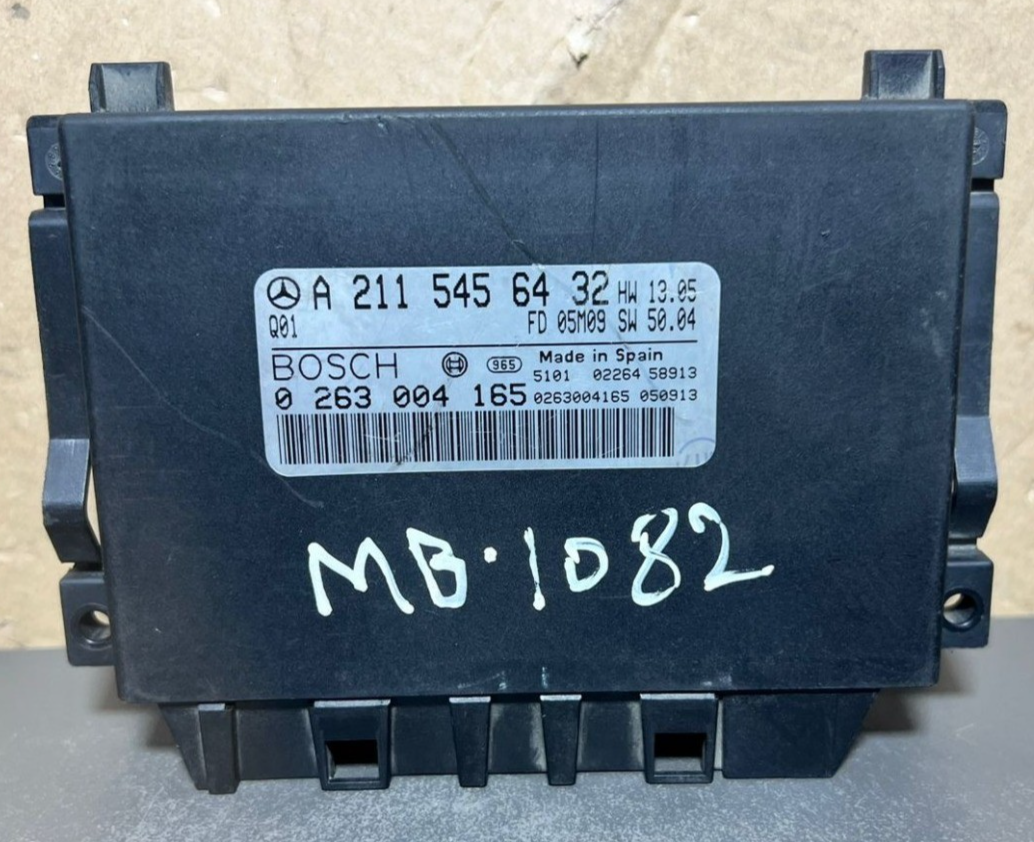 A 211 545 64 32 HW 13.05
Q01 FD 05M09 SW 50.04
BOSCH 965 Made in Spain
5101 02264 58913
0 263 004 165 0263004165 050913
MB·1082